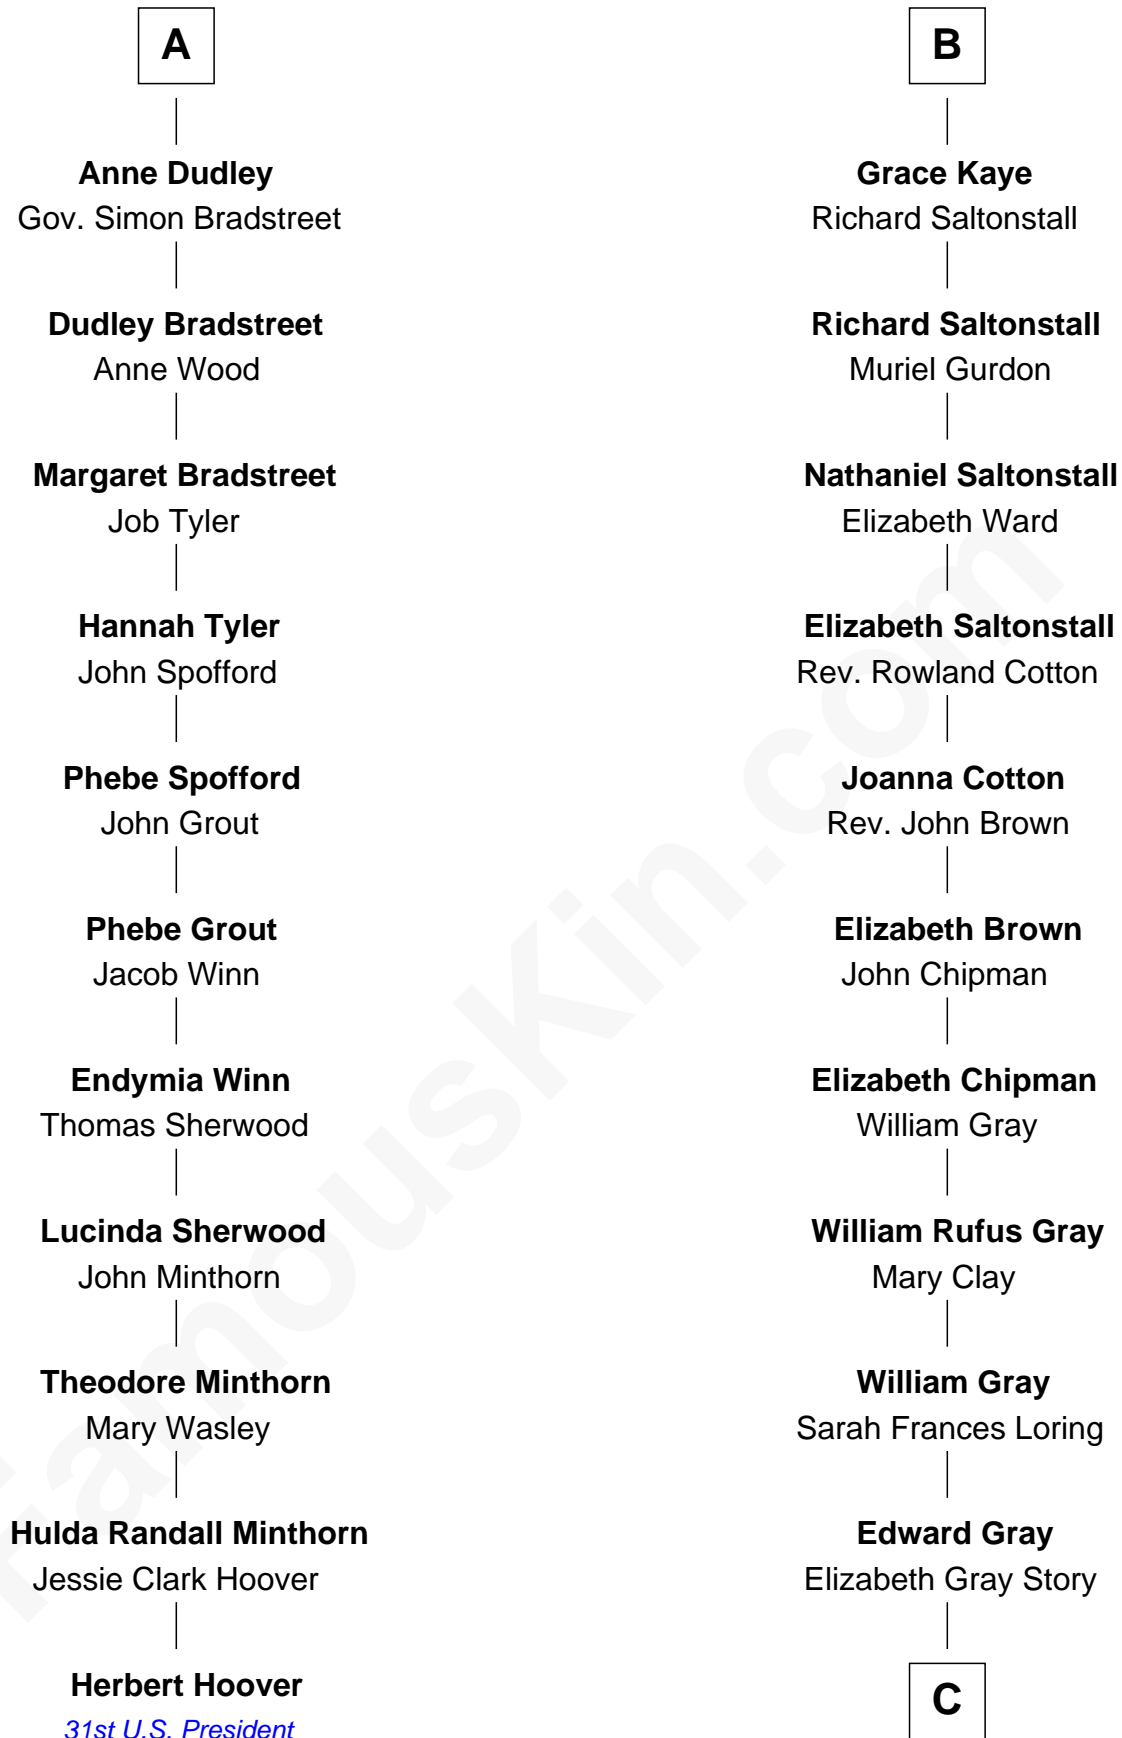 A
Anne Dudley
Gov. Simon Bradstreet
Dudley Bradstreet
Anne Wood
Margaret Bradstreet
Job Tyler
Hannah Tyler
John Spofford
Phebe Spofford
John Grout
Phebe Grout
Jacob Winn
Endymia Winn
Thomas Sherwood
Lucinda Sherwood
John Minthorn
Theodore Minthorn
Mary Wasley
Hulda Randall Minthorn
Jessie Clark Hoover
Herbert Hoover
31st U.S. President
B
Grace Kaye
Richard Saltonstall
Richard Saltonstall
Muriel Gurdon
Nathaniel Saltonstall
Elizabeth Ward
Elizabeth Saltonstall
Rev. Rowland Cotton
Joanna Cotton
Rev. John Brown
Elizabeth Brown
John Chipman
Elizabeth Chipman
William Gray
William Rufus Gray
Mary Clay
William Gray
Sarah Frances Loring
Edward Gray
Elizabeth Gray Story
C
FamousKin.com